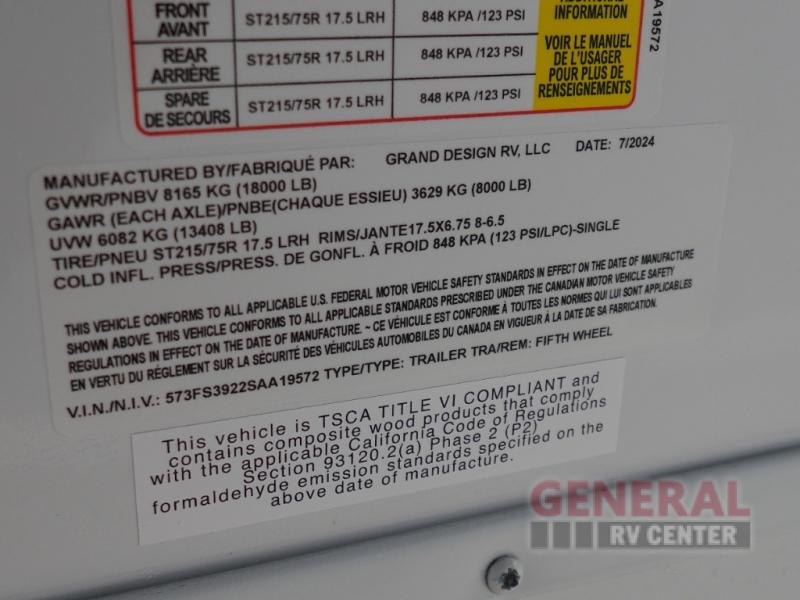 ADDITIONAL
INFORMATION
FRONT
AVANT
ST215/75R 17.5 LRH
848 KPA /123 PSI
REAR
ARRIÈRE
ST215/75R 17.5 LRH
848 KPA /123 PSI
SPARE
DE SECOURS
ST215/75R 17.5 LRH
848 KPA /123 PSI
VOIR LE MANUEL
DE L'USAGER
POUR PLUS DE
RENSEIGNEMENTS
A19572
MANUFACTURED BY/FABRIQUÉ PAR: GRAND DESIGN RV, LLC DATE: 7/2024
GVWR/PNBV 8165 KG (18000 LB)
GAWR (EACH AXLE)/PNBE(CHAQUE ESSIEU) 3629 KG (8000 LB)
UVW 6082 KG (13408 LB)
TIRE/PNEU ST215/75R 17.5 LRH RIMS/JANTE17.5X6.75 8-6.5
COLD INFL. PRESS/PRESS. DE GONFL. À FROID 848 KPA (123 PSI/LPC)-SINGLE
THIS VEHICLE CONFORMS TO ALL APPLICABLE U.S. FEDERAL MOTOR VEHICLE SAFETY STANDARDS IN EFFECT ON THE DATE OF MANUFACTURE
SHOWN ABOVE. THIS VEHICLE CONFORMS TO ALL APPLICABLE STANDARDS PRESCRIBED UNDER THE CANADIAN MOTOR VEHICLE SAFETY
REGULATIONS IN EFFECT ON THE DATE OF MANUFACTURE. ~ CE VÉHICULE EST CONFORME À TOUTES LES NORMES QUI LUI SONT APPLICABLES
EN VERTU DU RÉGLEMENT SUR LA SÉCURITÉ DES VÉHICULES AUTOMOBILES DU CANADA EN VIGUEUR À LA DATE DE SA FABRICATION.
V.I.N./N.I.V.: 573FS3922SAA19572 TYPE/TYPE: TRAILER TRA/REM: FIFTH WHEEL
This vehicle is TSCA TITLE VI COMPLIANT and
contains composite wood products that comply
with the applicable California Code of Regulations
Section 93120.2(a) Phase 2 (P2)
formaldehyde emission standards specified on the
above date of manufacture.
GENERAL
RV CENTER